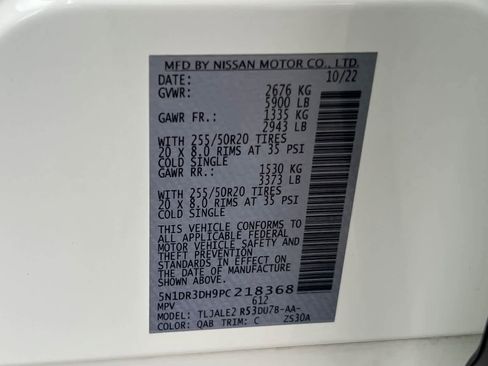 MFD BY NISSAN MOTOR CO., LTD.
DATE: 10/22
GVWR: 2676 KG
5900 LB
GAWR FR.: 1335 KG
2943 LB
WITH 255/50R20 TIRES
20 X 8.0 RIMS AT 35 PSI
COLD SINGLE
GAWR RR.: 1530 KG
3373 LB
WITH 255/50R20 TIRES
20 X 8.0 RIMS AT 35 PSI
COLD SINGLE
THIS VEHICLE CONFORMS TO
ALL APPLICABLE FEDERAL
MOTOR VEHICLE SAFETY AND
THEFT PREVENTION
STANDARDS IN EFFECT ON
THE DATE OF MANUFACTURE
SHOWN ABOVE.
5N1DR3DH9PC218368
MPV 612
MODEL: TLJALE2 R53DU7B-AA-
COLOR: QAB TRIM: C ZS30A